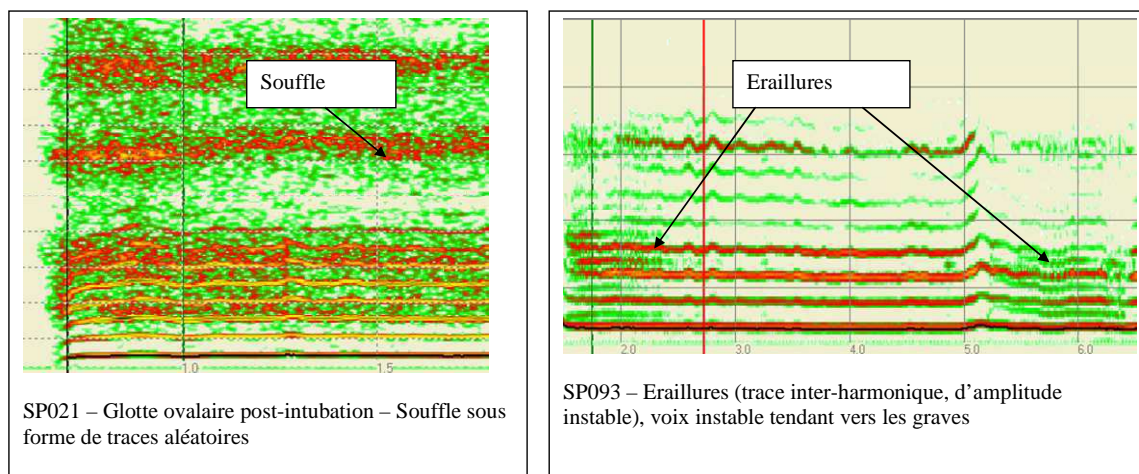 Souffle
1.0
1.5
SP021 – Glotte ovalaire post-intubation – Souffle sous
forme de traces aléatoires
Eraillures
2.0
3.0
4.0
5.0
6.0
SP093 – Eraillures (trace inter-harmonique, d’amplitude
instable), voix instable tendant vers les graves